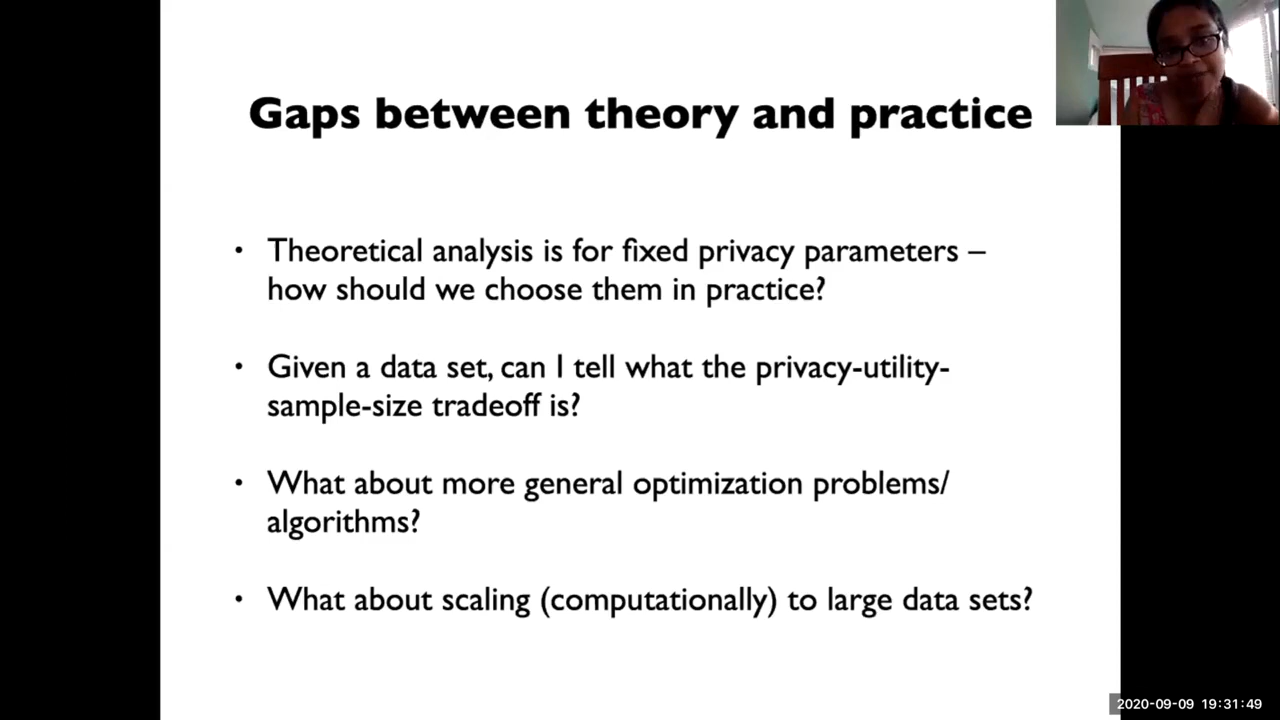 Gaps between theory and practice
• Theoretical analysis is for fixed privacy parameters –
how should we choose them in practice?
• Given a data set, can I tell what the privacy-utility-
sample-size tradeoff is?
• What about more general optimization problems/
algorithms?
• What about scaling (computationally) to large data sets?
2020-09-09 19:31:49